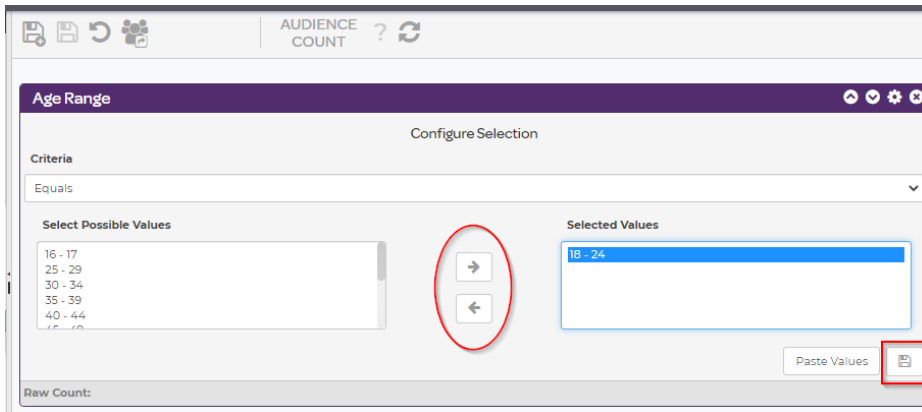 AUDIENCE
COUNT
?
Age Range
Configure Selection
Criteria
Equals
Select Possible Values
Selected Values
16 - 17
25 - 29
30 - 34
35 - 39
40 - 44
18 - 24
Paste Values
Raw Count: